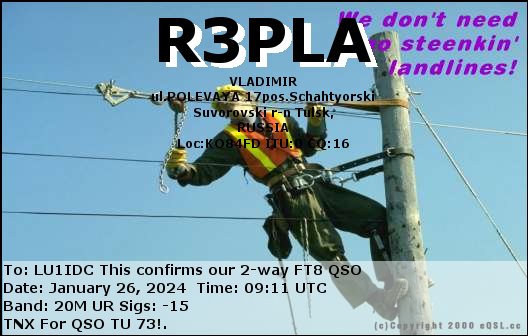 R3PLA
We don't need
no steenkin'
landlines!
VLADIMIR
ul.POLEVAYA 17pos.Schahtyorski
Suvorovski r-n Tulsk,
RUSSIA
Loc:KO84FD ITU:0 CQ:16
To: LU1IDC This confirms our 2-way FT8 QSO
Date: January 26, 2024 Time: 09:11 UTC
Band: 20M UR Sigs: -15
TNX For QSO TU 73!.
(c)Copyright 2000 eQSL.cc